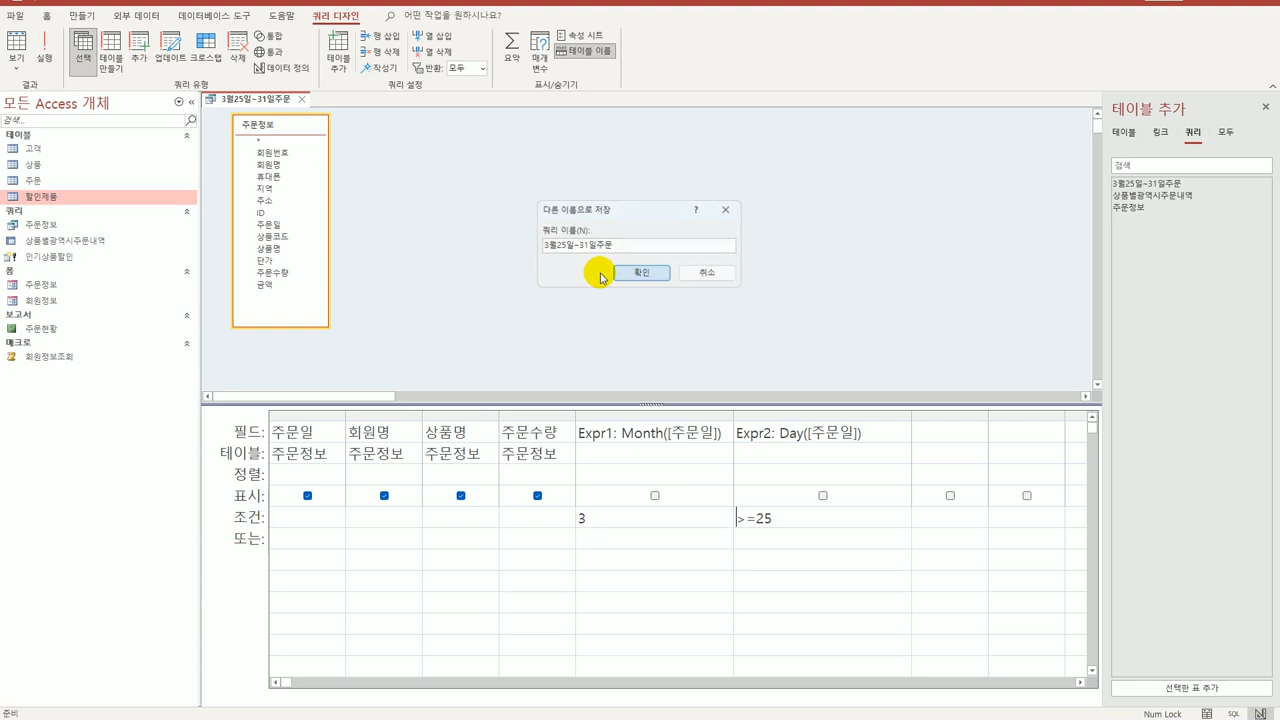 파일 홈 만들기 외부 데이터 데이터베이스 도구 도움말 쿼리 디자인 어떤 작업을 원하시나요?
보기 실행 선택 테이블 만들기 추가 업데이트 크로스탭 삭제 통합 통과 데이터 정의 테이블 추가 행 삽입 행 삭제 작성기 열 삽입 열 삭제 반환: 모두 요약 매개 변수 속성 시트 테이블 이름
결과 쿼리 유형 쿼리 설정 표시/숨기기
모든 Access 개체
검색...
테이블
고객
상품
주문
할인제품
쿼리
주문정보
상품별광역시주문내역
인기상품할인
폼
주문정보
회원정보
보고서
주문현황
매크로
회원정보조회
3월25일~31일주문
주문정보
*
회원번호
회원명
휴대폰
지역
주소
ID
주문일
상품코드
상품명
단가
주문수량
금액
다른 이름으로 저장 ?
쿼리 이름(N):
3월25일~31일주문
확인 취소
필드: 주문일 회원명 상품명 주문수량 Expr1: Month([주문일]) Expr2: Day([주문일])
테이블: 주문정보 주문정보 주문정보 주문정보
정렬:
표시:
조건: 3 >=25
또는:
테이블 추가
테이블 링크 쿼리 모두
검색
3월25일~31일주문
상품별광역시주문내역
주문정보
선택한 표 추가
준비 Num Lock SQL